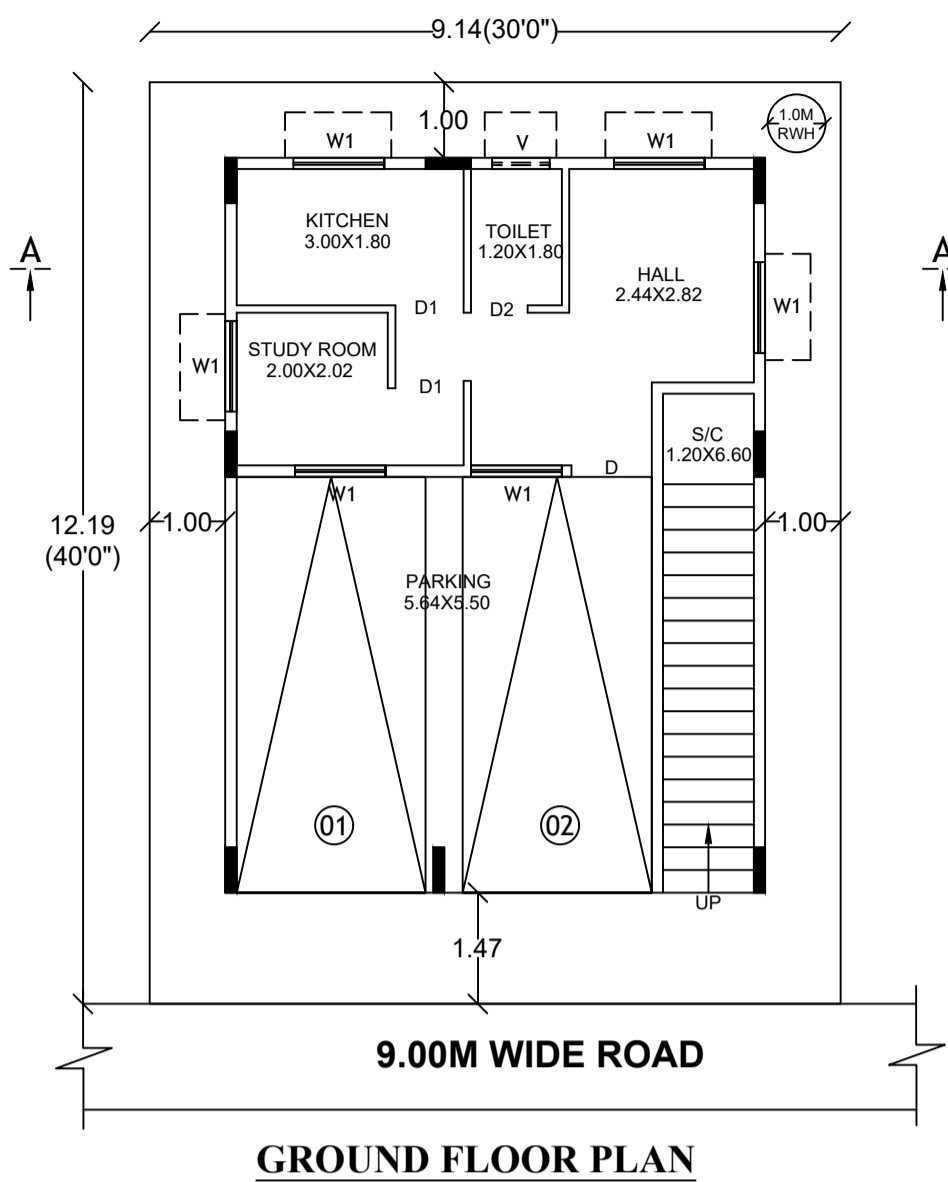 9.14(30'0")
1.00
1.0M
RWH
W1
V
W1
KITCHEN
3.00X1.80
TOILET
1.20X1.80
HALL
2.44X2.82
A
A
W1
D1
D2
STUDY ROOM
2.00X2.02
W1
D1
S/C
1.20X6.60
D
W1
W1
12.19
(40'0")
1.00
1.00
PARKING
5.64X5.50
01
02
UP
1.47
9.00M WIDE ROAD
GROUND FLOOR PLAN